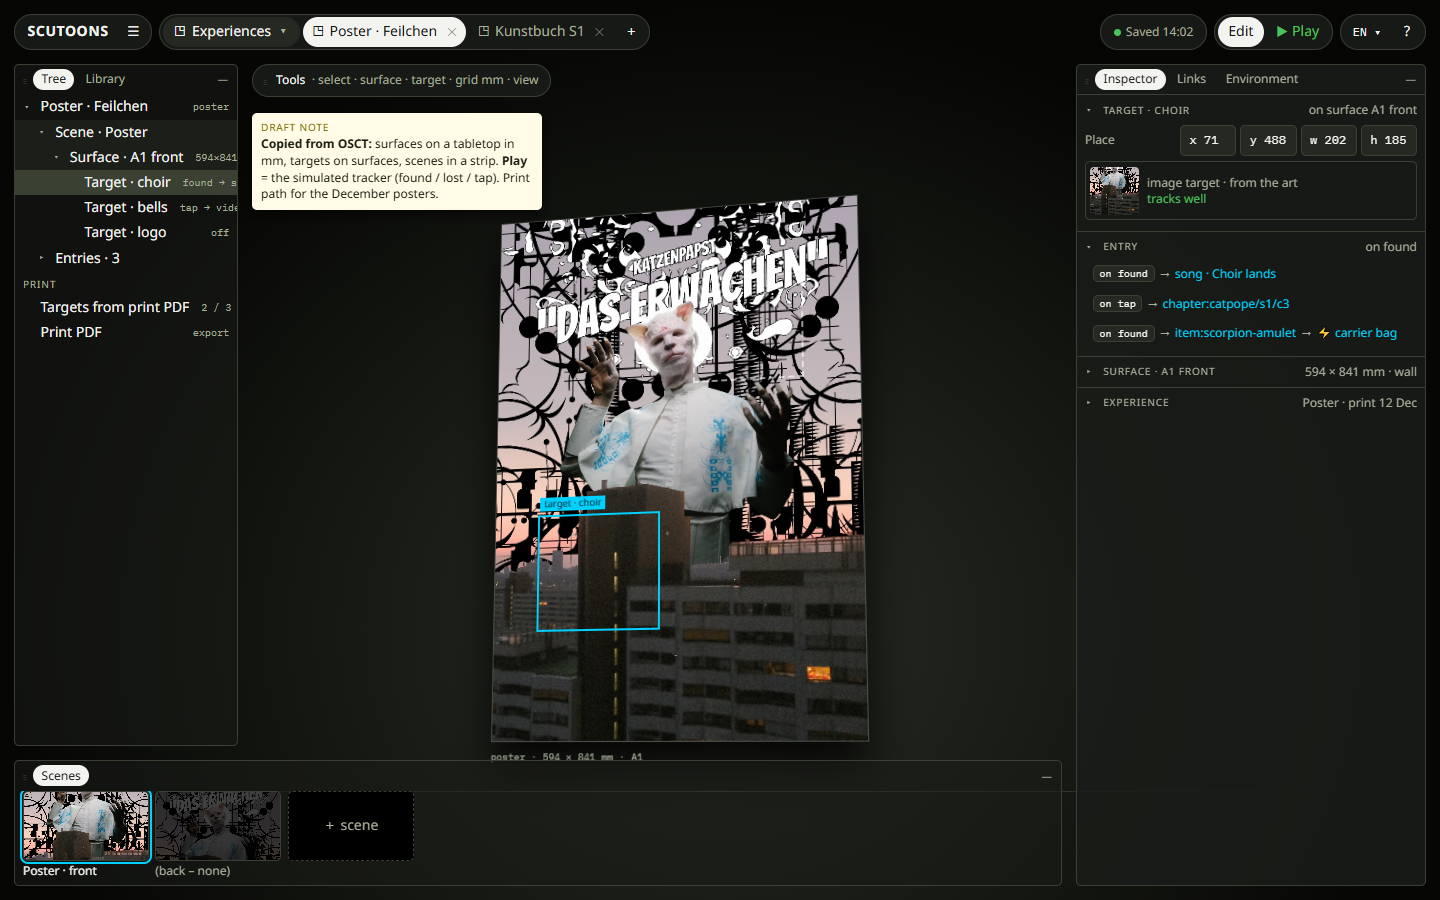 SCUTOONS ☰
Experiences ▾
Poster · Feilchen ×
Kunstbuch S1 ×
+
Saved 14:02
Edit
▶ Play
EN ▾
?
Tree
Library
Poster · Feilchen poster
Scene · Poster
Surface · A1 front 594×841
Target · choir found → s
Target · bells tap → vide
Target · logo off
Entries · 3
PRINT
Targets from print PDF 2 / 3
Print PDF export
Tools · select · surface · target · grid mm · view
DRAFT NOTE
Copied from OSCT: surfaces on a tabletop in
mm, targets on surfaces, scenes in a strip. Play
= the simulated tracker (found / lost / tap). Print
path for the December posters.
KATZENPAPST
"DAS ERWACHEN"
target · choir
poster · 594 × 841 mm · A1
Scenes
Poster · front
(back – none)
+ scene
Inspector
Links
Environment
TARGET · CHOIR on surface A1 front
Place x 71 y 488 w 202 h 185
image target · from the art
tracks well
ENTRY on found
on found → song · Choir lands
on tap → chapter:catpope/s1/c3
on found → item:scorpion-amulet → ⚡ carrier bag
SURFACE · A1 FRONT 594 × 841 mm · wall
EXPERIENCE Poster · print 12 Dec